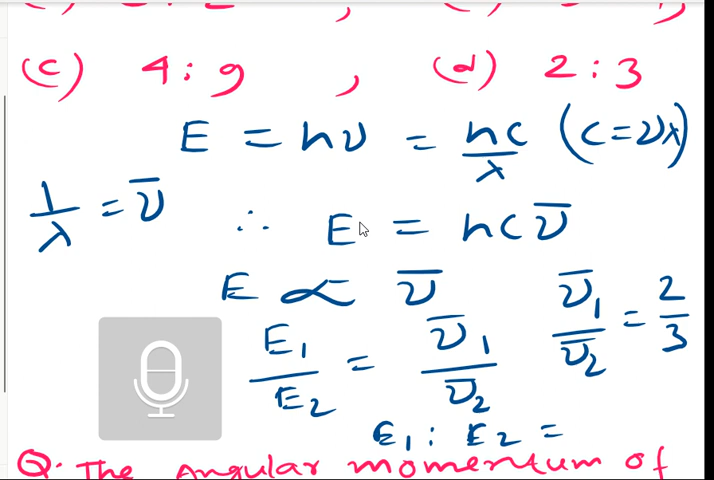 (c) 4 : 9 , (d) 2 : 3
E = hν = hc/λ (c = νλ)
1/λ = ν̅ ∴ E = hcν̅
E ∝ ν̅ ν̅₁/ν̅₂ = 2/3
E₁/E₂ = ν̅₁/ν̅₂
E₁ : E₂ =
Q. The Angular momentum of